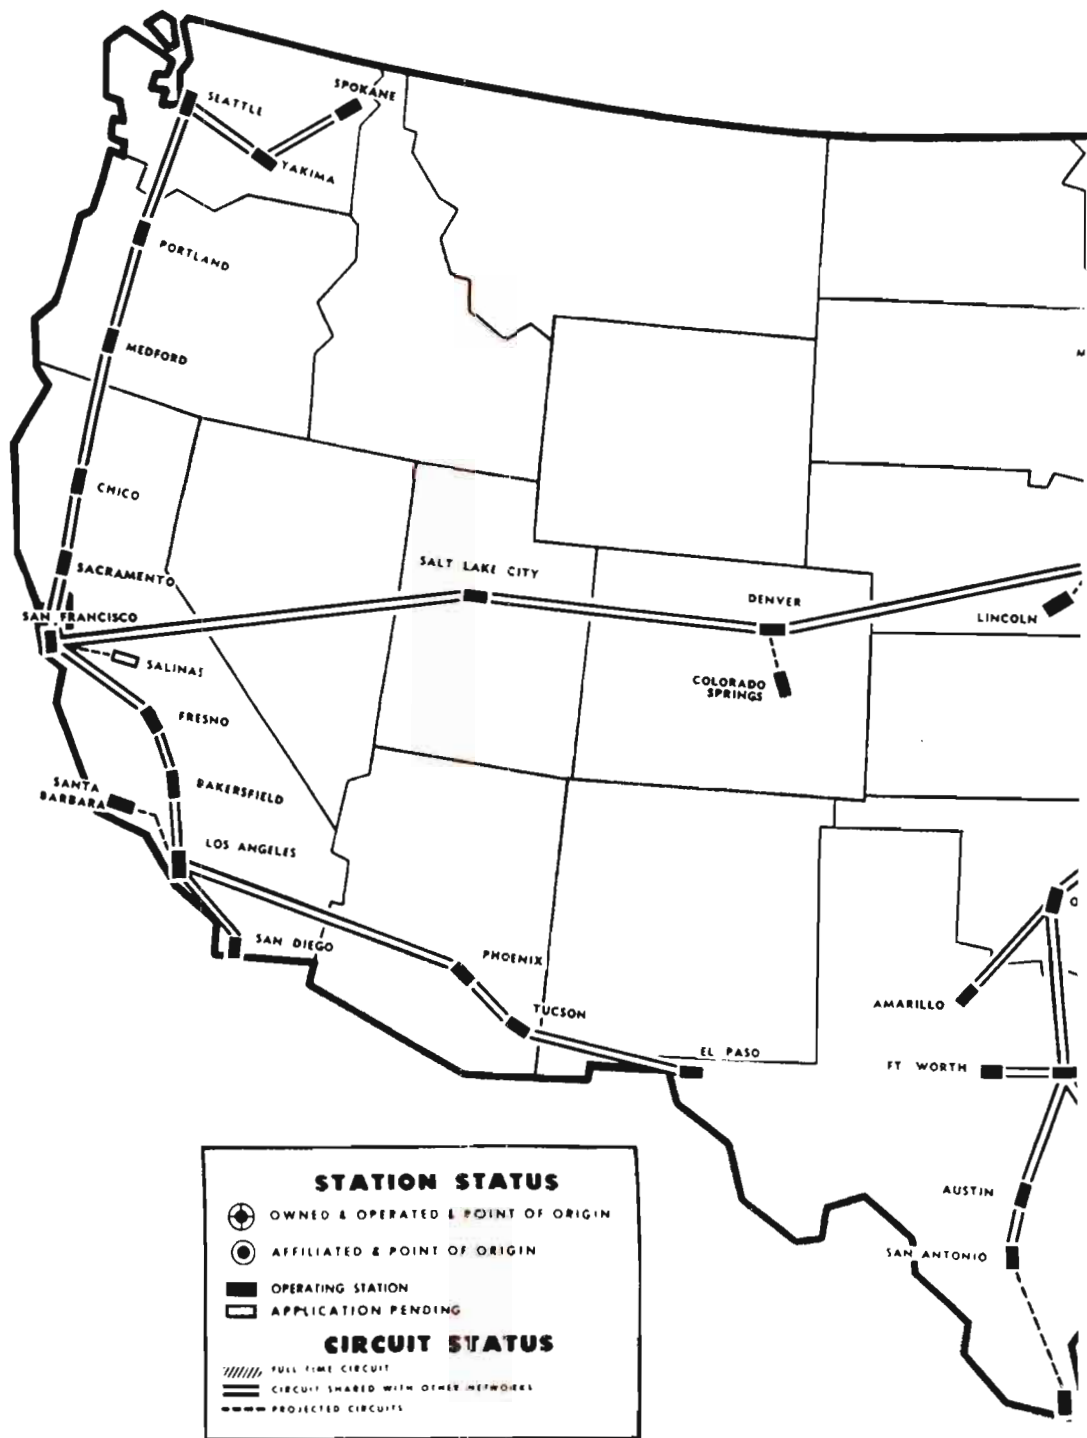 SPOKANE
SEATTLE
YAKIMA
PORTLAND
MEDFORD
M
CHICO
SALT LAKE CITY
SACRAMENTO
DENVER
SAN FRANCISCO
LINCOLN
SALINAS
COLORADO
SPRINGS
FRESNO
SANTA
BARBARA
BAKERSFIELD
LOS ANGELES
O
SAN DIEGO
PHOENIX
AMARILLO
TUCSON
EL PASO
FT WORTH
AUSTIN
SAN ANTONIO
STATION STATUS
OWNED & OPERATED & POINT OF ORIGIN
AFFILIATED & POINT OF ORIGIN
OPERATING STATION
APPLICATION PENDING
CIRCUIT STATUS
FULL TIME CIRCUIT
CIRCUIT SHARED WITH OTHER NETWORKS
PROJECTED CIRCUITS